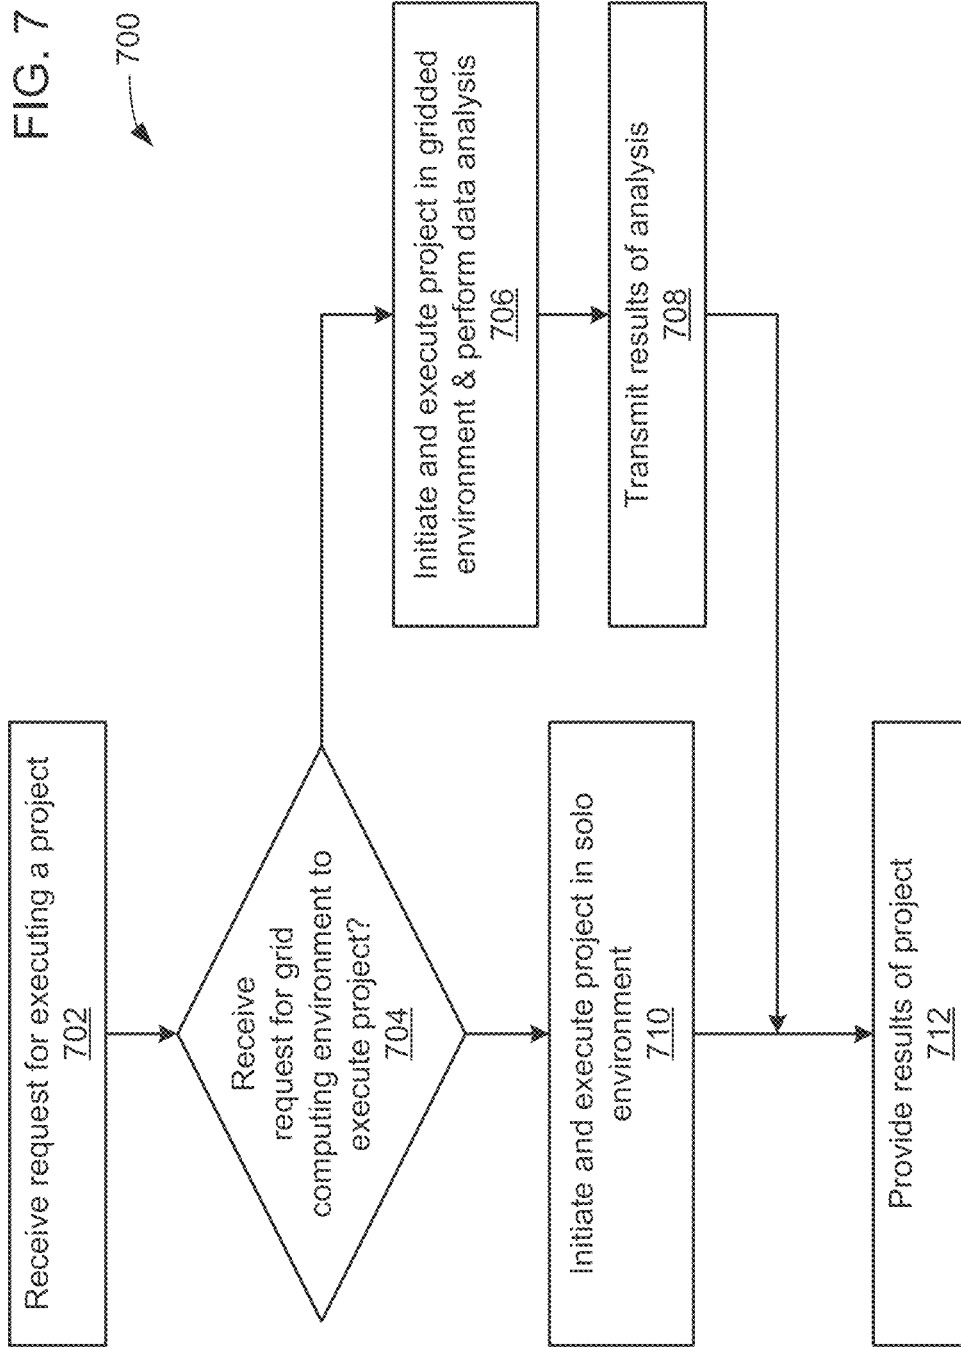 FIG. 7
700
Receive request for executing a project
702
Receive
request for grid
computing environment to
execute project?
704
Initiate and execute project in gridded
environment & perform data analysis
706
Transmit results of analysis
708
Initiate and execute project in solo
environment
710
Provide results of project
712